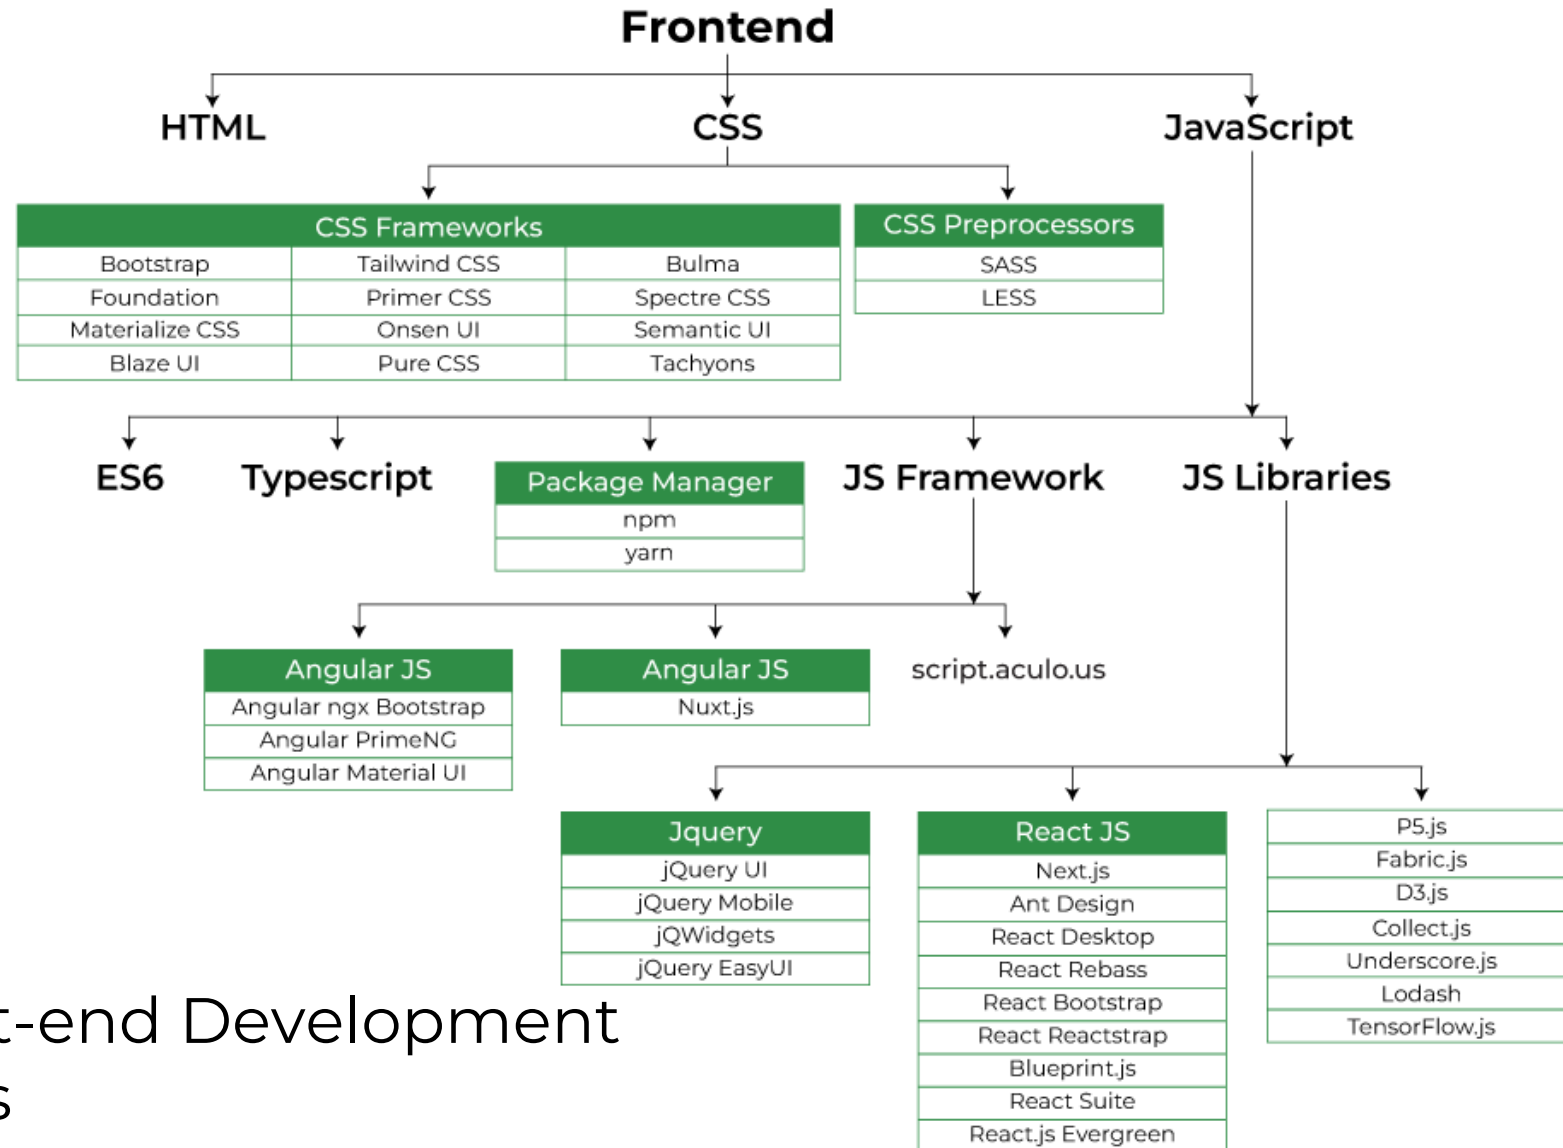 Frontend
HTML
CSS
JavaScript
CSS Frameworks
Bootstrap Tailwind CSS Bulma
Foundation Primer CSS Spectre CSS
Materialize CSS Onsen UI Semantic UI
Blaze UI Pure CSS Tachyons
CSS Preprocessors
SASS
LESS
ES6
Typescript
Package Manager
npm
yarn
JS Framework
JS Libraries
Angular JS
Angular ngx Bootstrap
Angular PrimeNG
Angular Material UI
Angular JS
Nuxt.js
script.aculo.us
Jquery
jQuery UI
jQuery Mobile
jQWidgets
jQuery EasyUI
React JS
Next.js
Ant Design
React Desktop
React Rebass
React Bootstrap
React Reactstrap
Blueprint.js
React Suite
React.js Evergreen
P5.js
Fabric.js
D3.js
Collect.js
Underscore.js
Lodash
TensorFlow.js
t-end Development
s